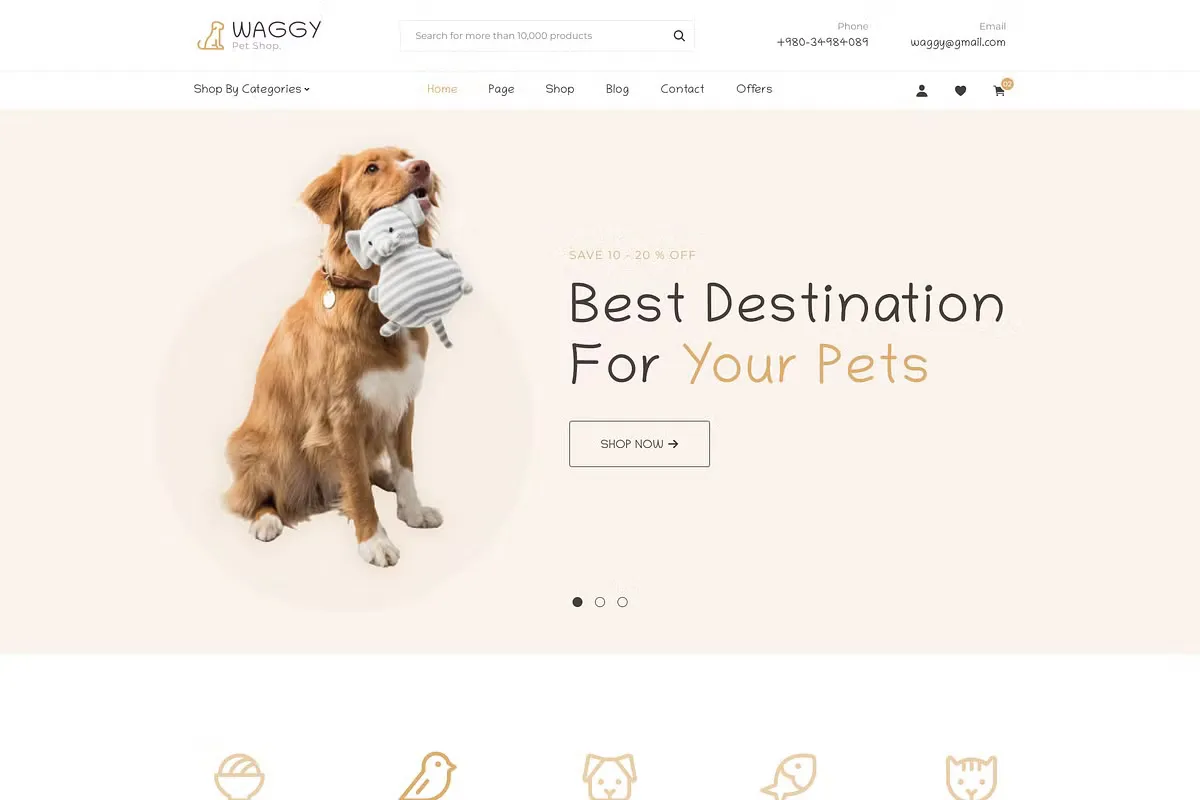 WAGGY
Pet Shop.
Search for more than 10,000 products
Phone
+980-34984089
Email
waggy@gmail.com
Shop By Categories
Home
Page
Shop
Blog
Contact
Offers
02
SAVE 10 - 20 % OFF
Best Destination
For Your Pets
SHOP NOW →